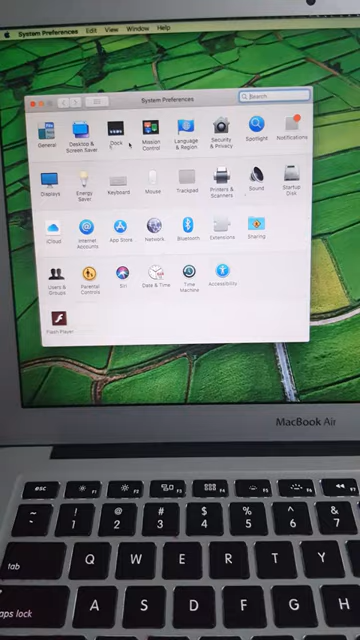 System Preferences Edit View Window Help
System Preferences
Search
General Desktop & Screen Saver Dock Mission Control Language & Region Security & Privacy Spotlight Notifications
Displays Energy Saver Keyboard Mouse Trackpad Printers & Scanners Sound Startup Disk
iCloud Internet Accounts App Store Network Bluetooth Extensions Sharing
Users & Groups Parental Controls Siri Date & Time Time Machine Accessibility
Flash Player
MacBook Air
esc F1 F2 F3 F4 F5 F6 F7
~ ! @ # $ % ^ &
` 1 2 3 4 5 6 7
tab Q W E R T Y
aps lock A S D F G H